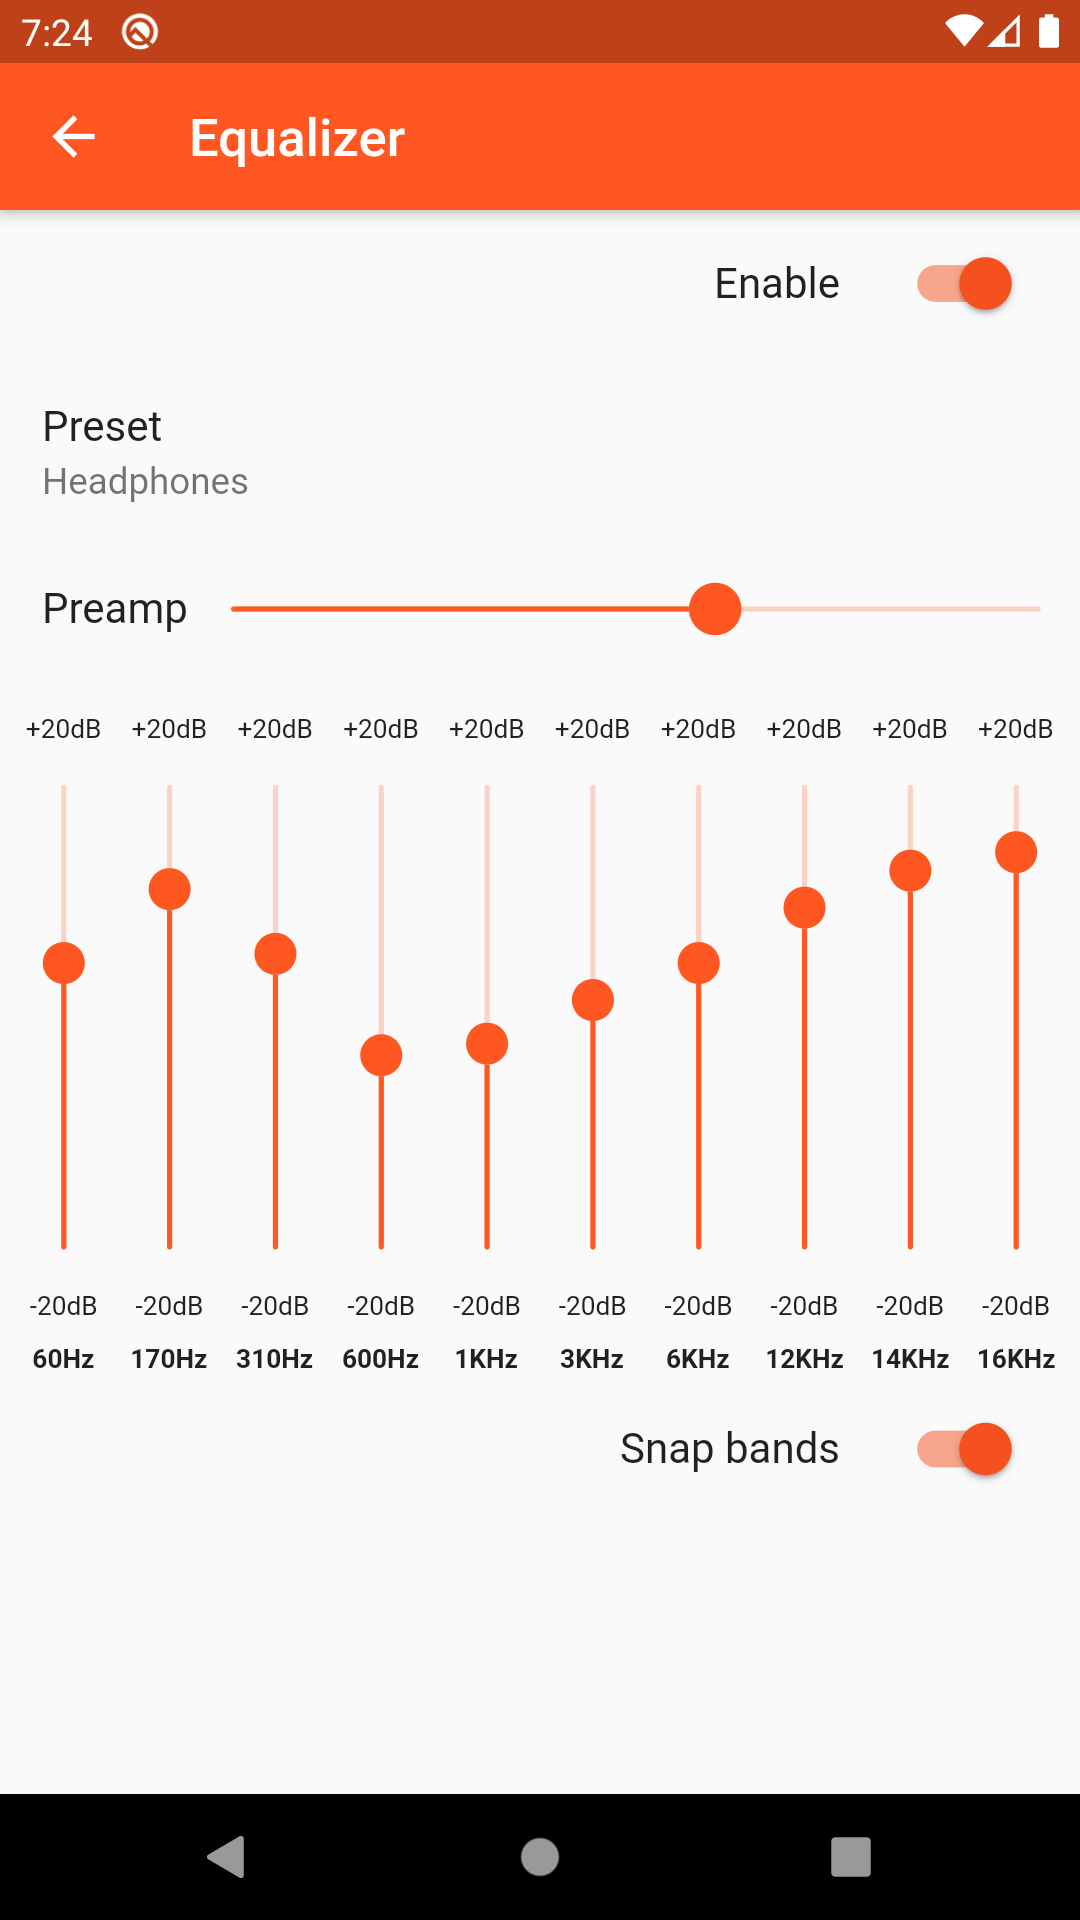 7:24
Equalizer
Enable
Preset
Headphones
Preamp
+20dB +20dB +20dB +20dB +20dB +20dB +20dB +20dB +20dB +20dB
-20dB -20dB -20dB -20dB -20dB -20dB -20dB -20dB -20dB -20dB
60Hz 170Hz 310Hz 600Hz 1KHz 3KHz 6KHz 12KHz 14KHz 16KHz
Snap bands